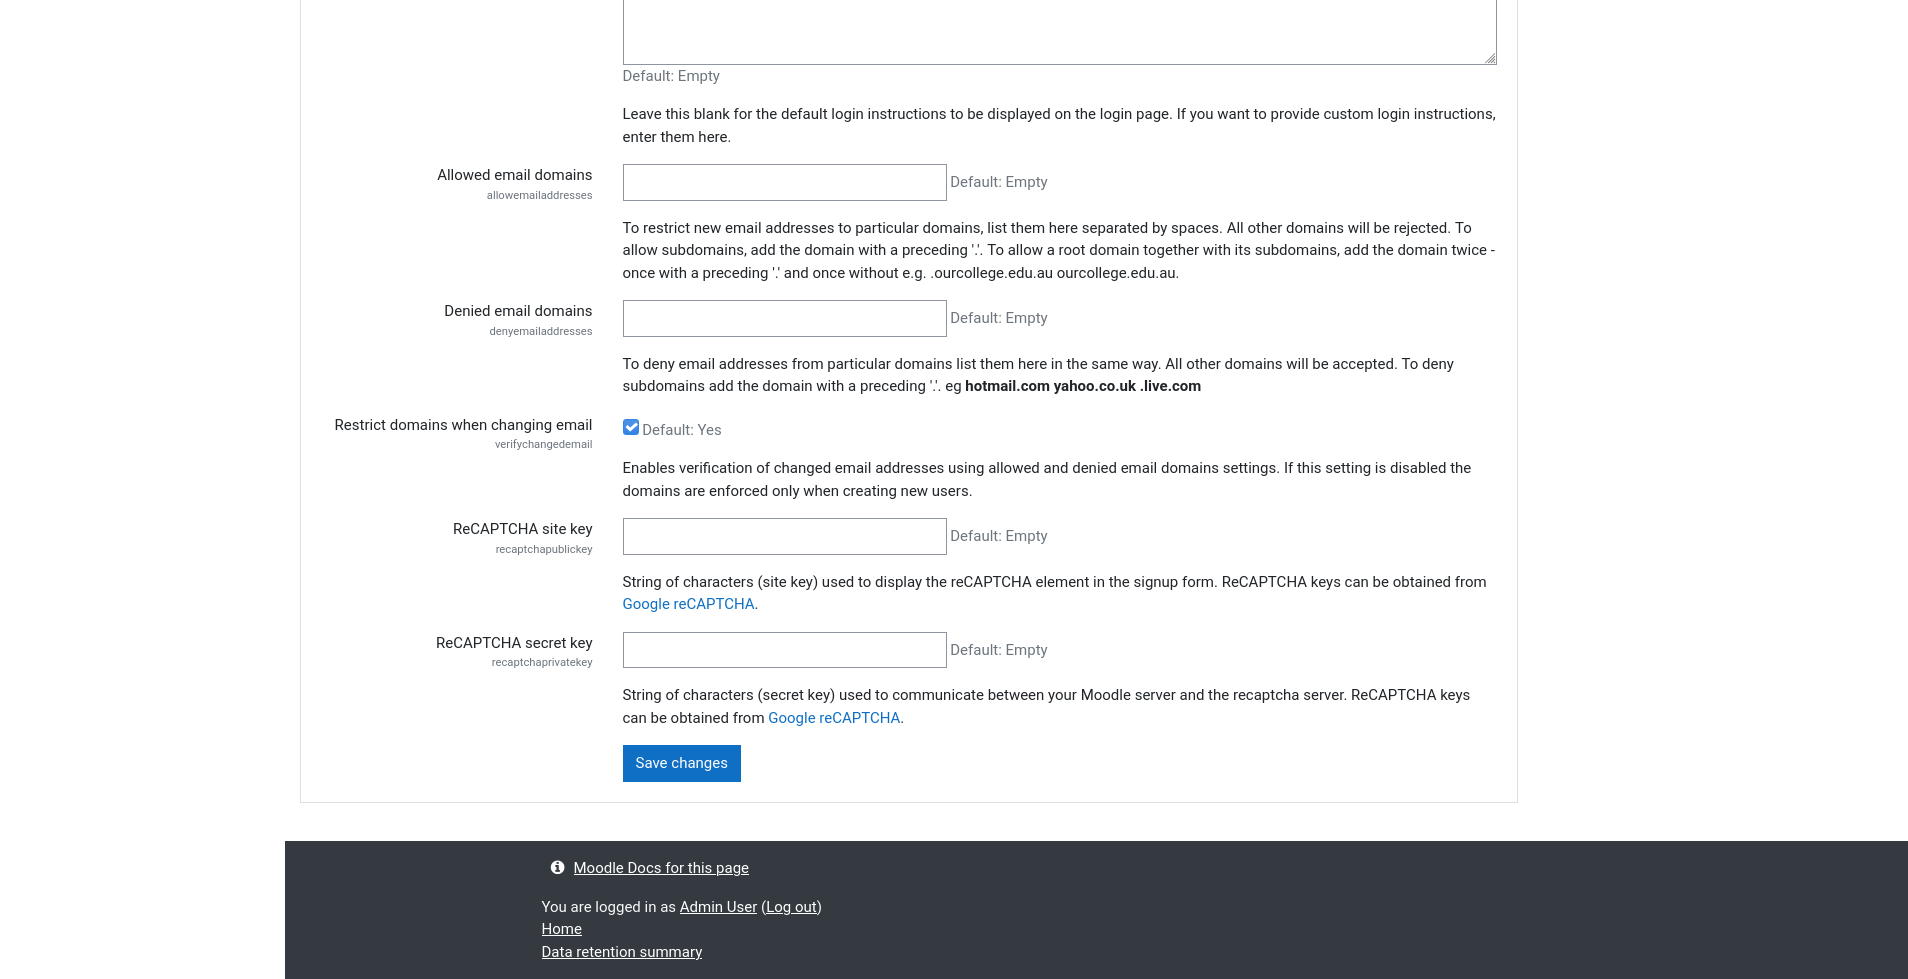 Default: Empty
Leave this blank for the default login instructions to be displayed on the login page. If you want to provide custom login instructions,
enter them here.
Allowed email domains
allowemailaddresses
Default: Empty
To restrict new email addresses to particular domains, list them here separated by spaces. All other domains will be rejected. To
allow subdomains, add the domain with a preceding '.'. To allow a root domain together with its subdomains, add the domain twice -
once with a preceding '.' and once without e.g. .ourcollege.edu.au ourcollege.edu.au.
Denied email domains
denyemailaddresses
Default: Empty
To deny email addresses from particular domains list them here in the same way. All other domains will be accepted. To deny
subdomains add the domain with a preceding '.'. eg hotmail.com yahoo.co.uk .live.com
Restrict domains when changing email
verifychangedemail
Default: Yes
Enables verification of changed email addresses using allowed and denied email domains settings. If this setting is disabled the
domains are enforced only when creating new users.
ReCAPTCHA site key
recaptchapublickey
Default: Empty
String of characters (site key) used to display the reCAPTCHA element in the signup form. ReCAPTCHA keys can be obtained from
Google reCAPTCHA.
ReCAPTCHA secret key
recaptchaprivatekey
Default: Empty
String of characters (secret key) used to communicate between your Moodle server and the recaptcha server. ReCAPTCHA keys
can be obtained from Google reCAPTCHA.
Save changes
Moodle Docs for this page
You are logged in as Admin User (Log out)
Home
Data retention summary